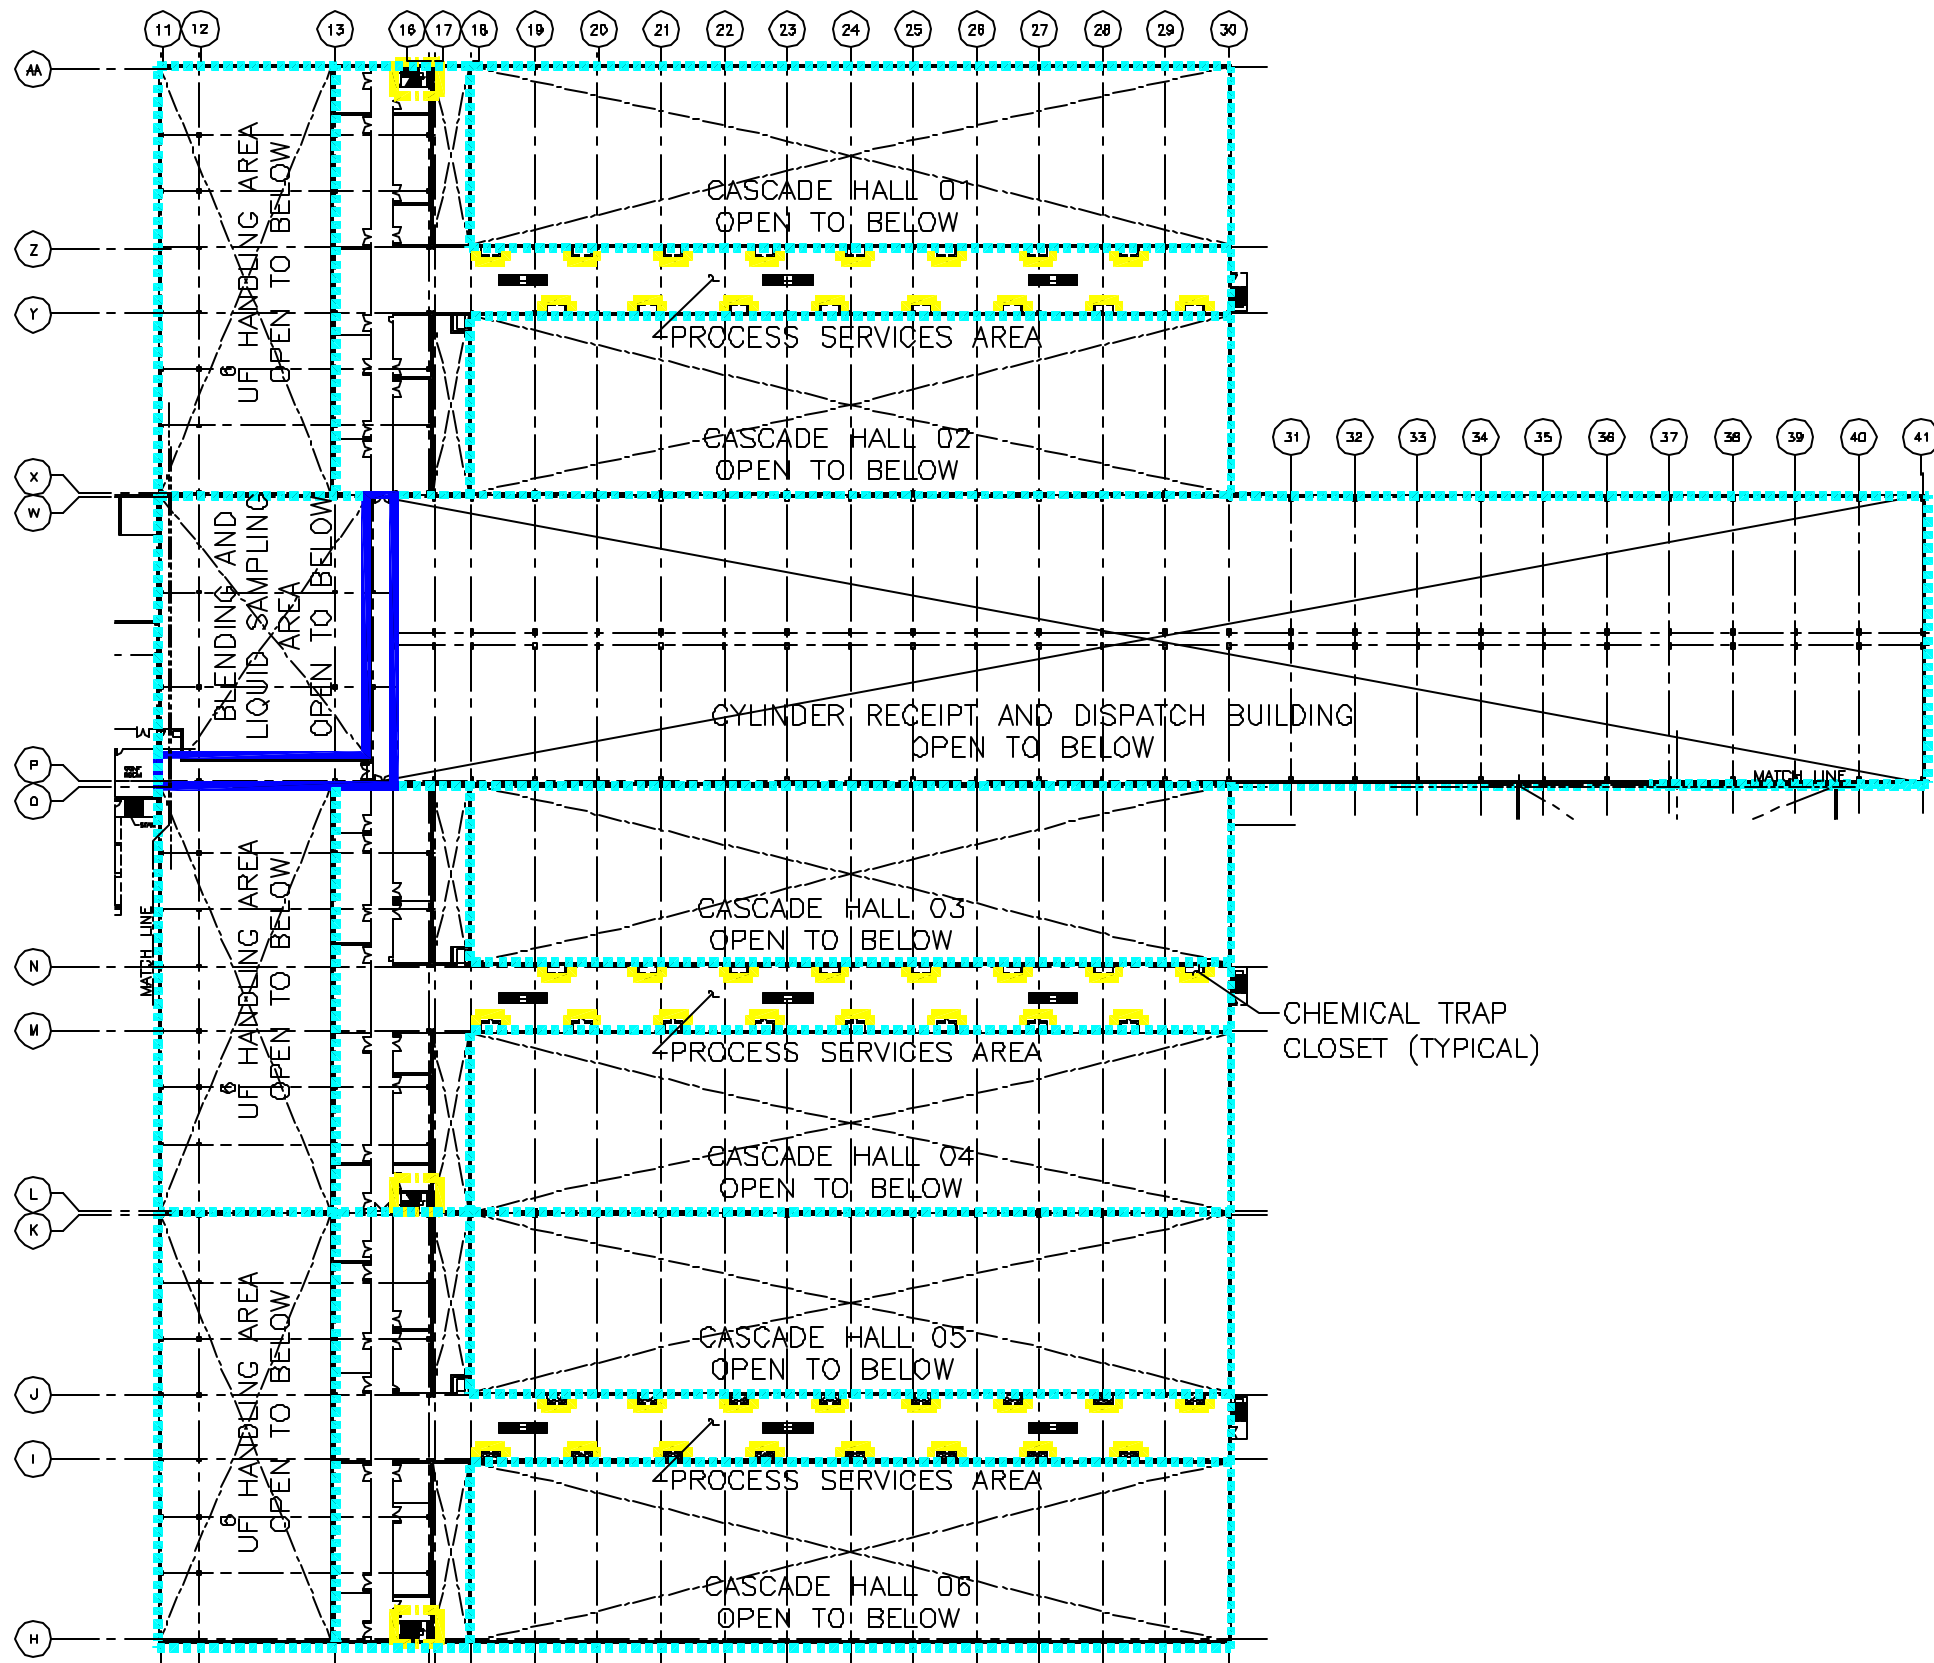 11 12 13 16 17 18 19 20 21 22 23 24 25 26 27 28 29 30
AA
UF6 HANDLING AREA
OPEN TO BELOW
CASCADE HALL 01
OPEN TO BELOW
Z
Y
PROCESS SERVICES AREA
CASCADE HALL 02
OPEN TO BELOW
31 32 33 34 35 36 37 38 39 40 41
X
W
BLENDING AND
LIQUID SAMPLING
AREA
OPEN TO BELOW
CYLINDER RECEIPT AND DISPATCH BUILDING
OPEN TO BELOW
P
O
MATCH LINE
MATCH LINE
UF6 HANDLING AREA
OPEN TO BELOW
CASCADE HALL 03
OPEN TO BELOW
N
M
CHEMICAL TRAP
CLOSET (TYPICAL)
PROCESS SERVICES AREA
CASCADE HALL 04
OPEN TO BELOW
L
K
UF6 HANDLING AREA
OPEN TO BELOW
CASCADE HALL 05
OPEN TO BELOW
J
I
PROCESS SERVICES AREA
CASCADE HALL 06
OPEN TO BELOW
H